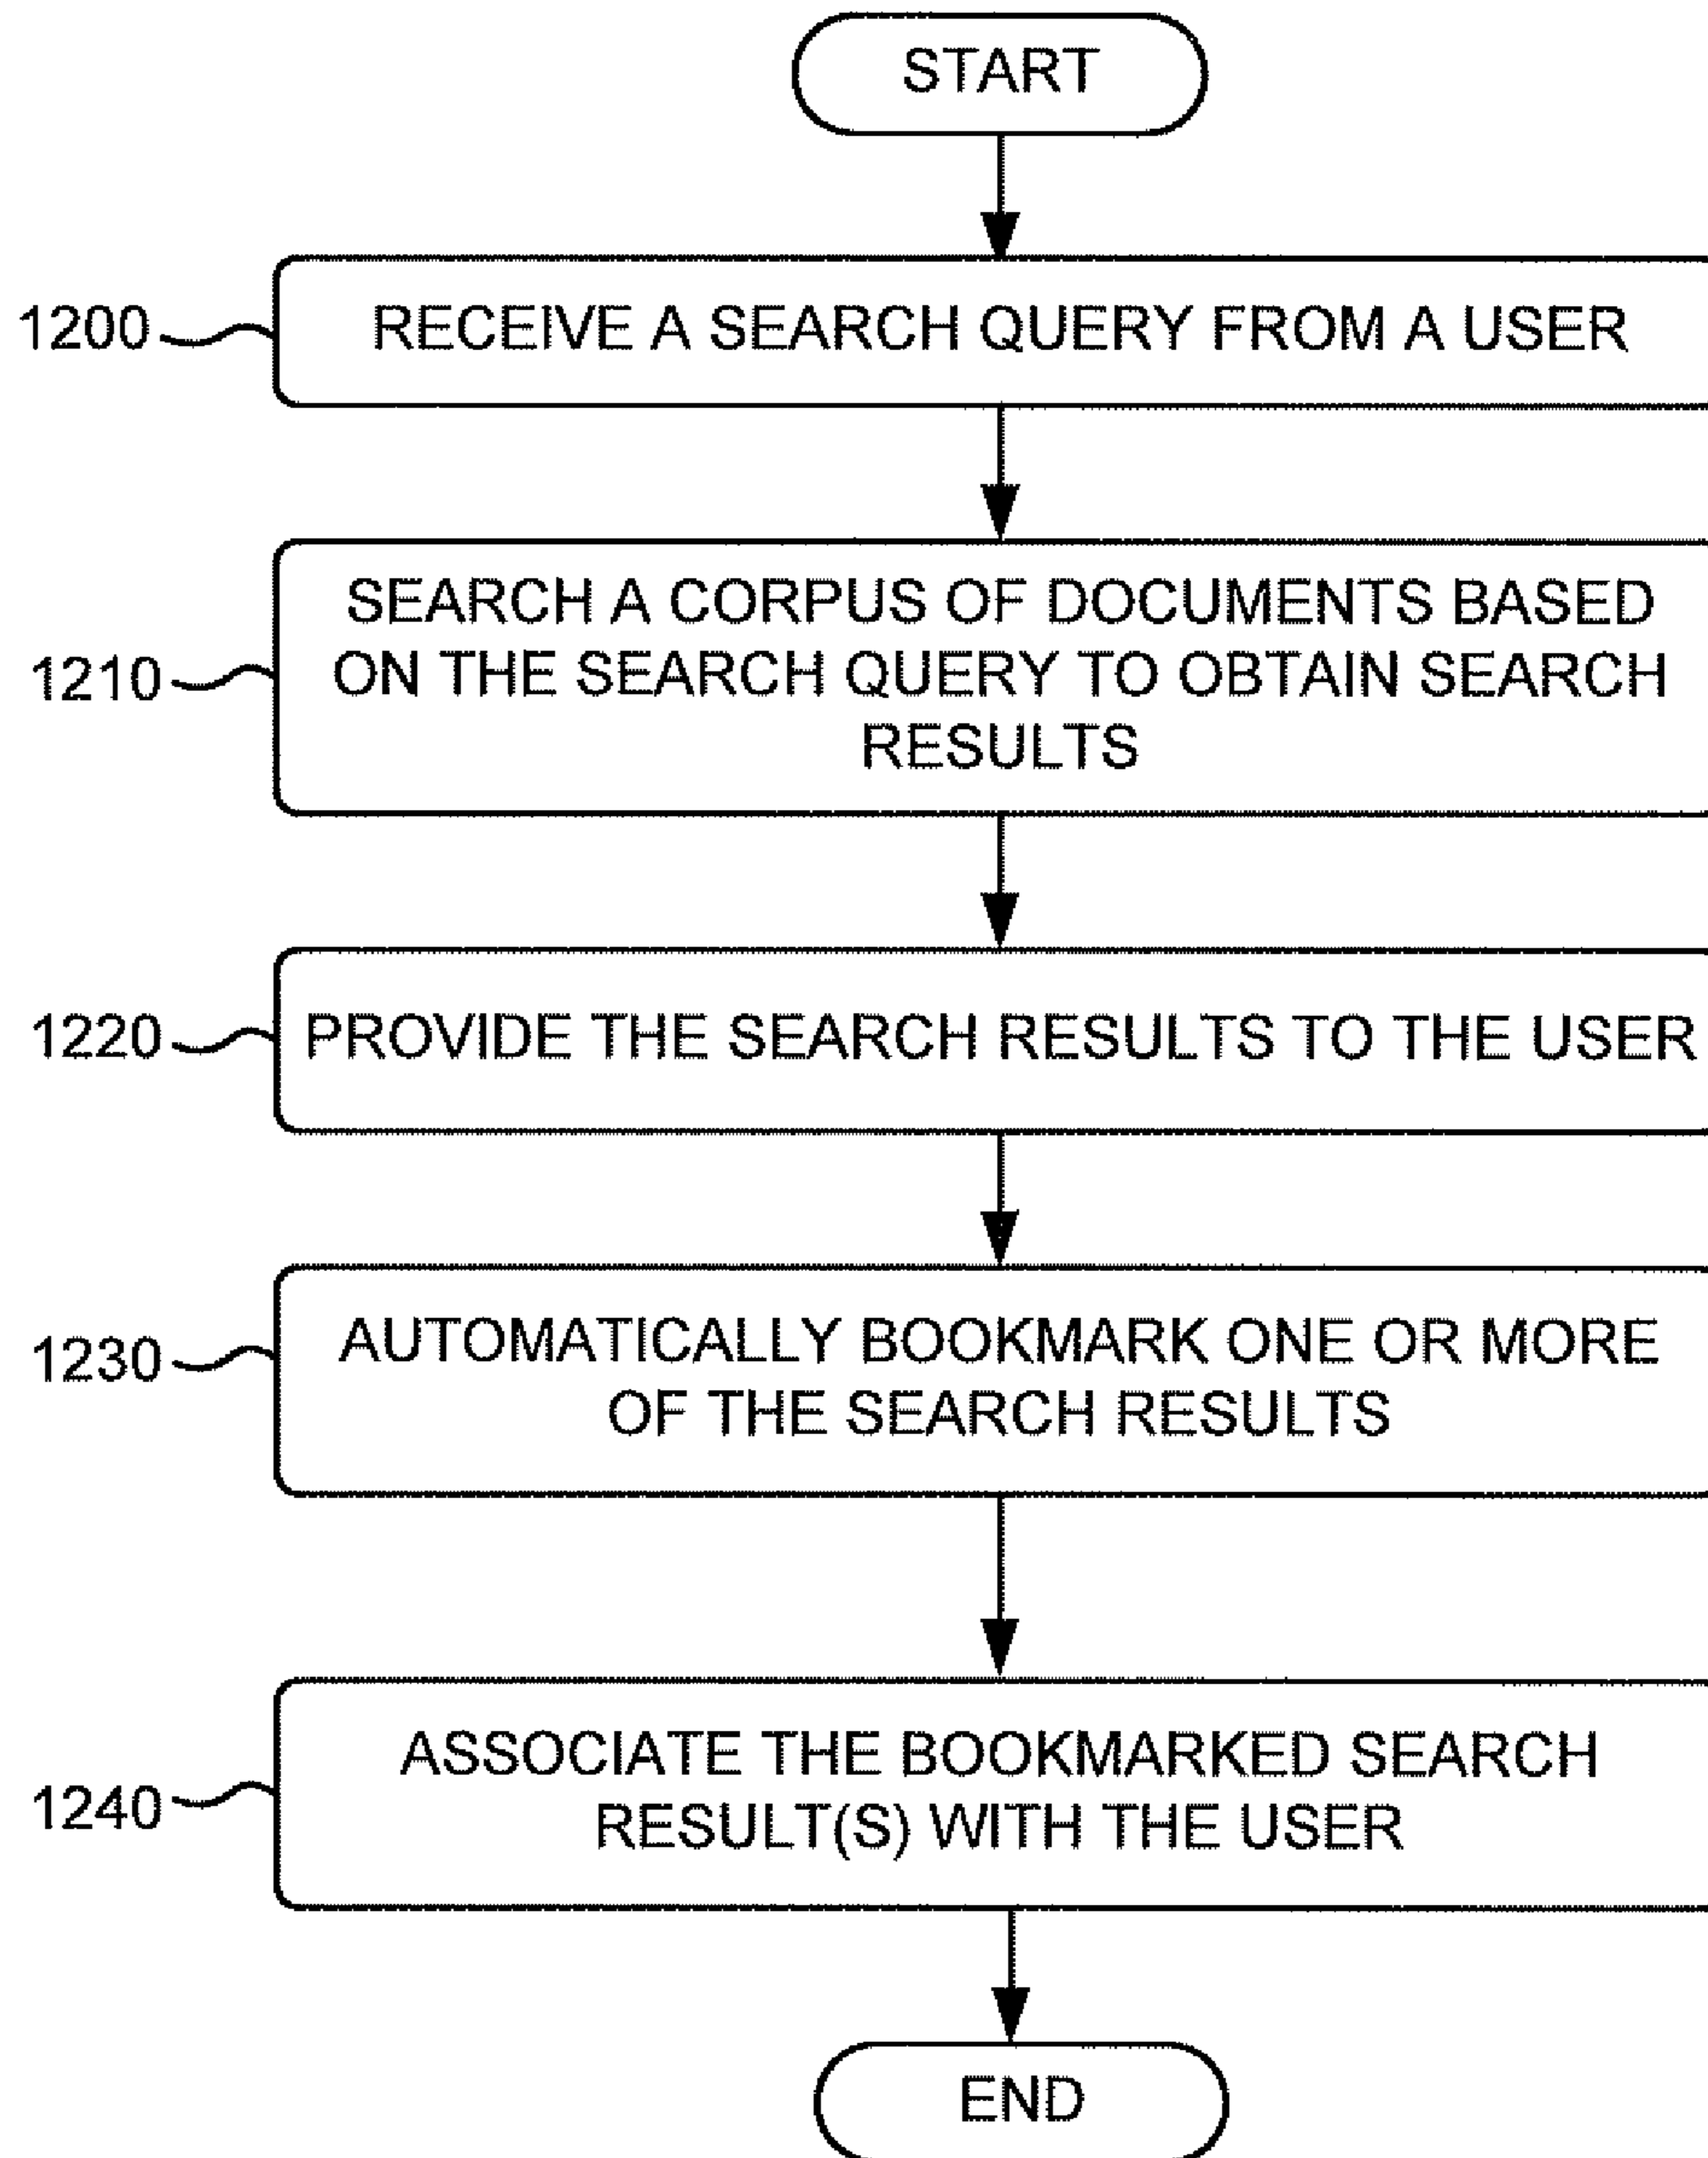 START
1200
RECEIVE A SEARCH QUERY FROM A USER
1210
SEARCH A CORPUS OF DOCUMENTS BASED
ON THE SEARCH QUERY TO OBTAIN SEARCH
RESULTS
1220
PROVIDE THE SEARCH RESULTS TO THE USER
1230
AUTOMATICALLY BOOKMARK ONE OR MORE
OF THE SEARCH RESULTS
1240
ASSOCIATE THE BOOKMARKED SEARCH
RESULT(S) WITH THE USER
END